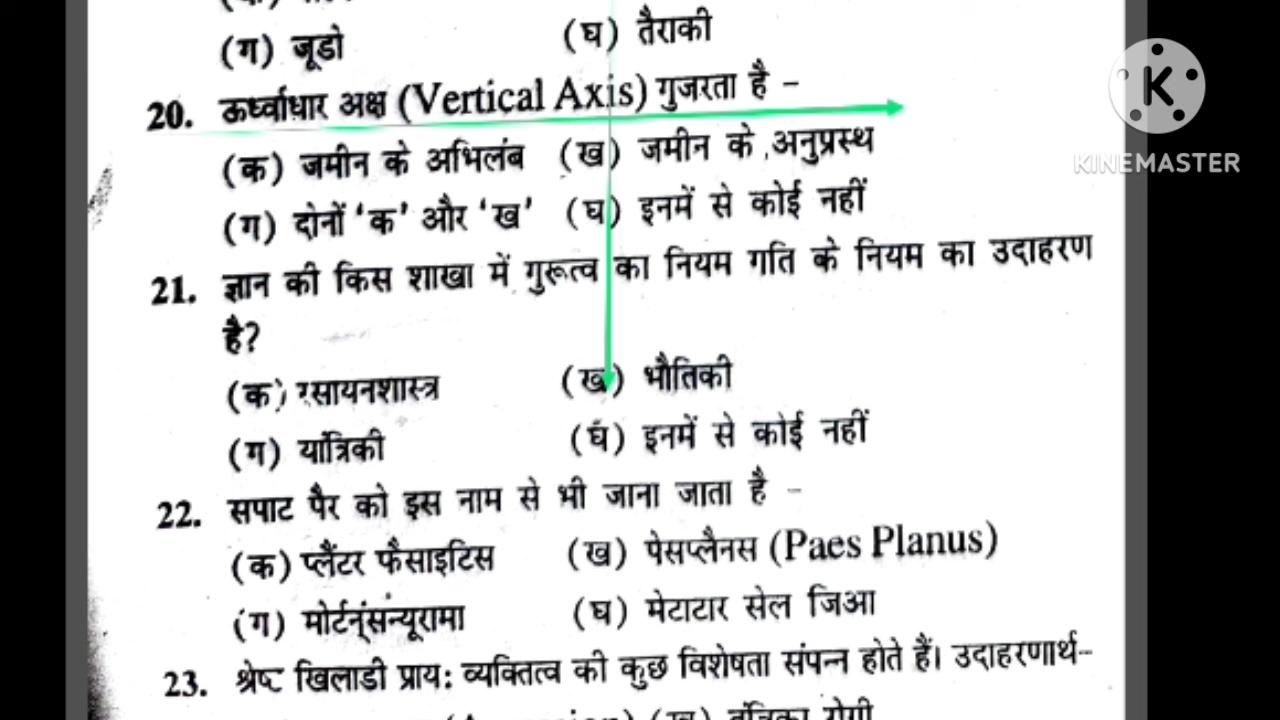 (ग) जूडो (घ) तैराकी
20. ऊर्ध्वाधार अक्ष (Vertical Axis) गुजरता है -
(क) जमीन के अभिलंब (ख) जमीन के अनुप्रस्थ
(ग) दोनों 'क' और 'ख' (घ) इनमें से कोई नहीं
21. ज्ञान की किस शाखा में गुरूत्व का नियम गति के नियम का उदाहरण
है?
(क) रसायनशास्त्र (ख) भौतिकी
(ग) यांत्रिकी (घ) इनमें से कोई नहीं
22. सपाट पैर को इस नाम से भी जाना जाता है -
(क) प्लैंटर फैसाइटिस (ख) पेसप्लैनस (Paes Planus)
(ग) (घ) मेटाटार सेल जिआ
23. श्रेष्ट खिलाडी प्राय: व्यक्तित्व की कुछ विशेषता संपन्न होते हैं। उदाहरणार्थ-
K
KINEMASTER